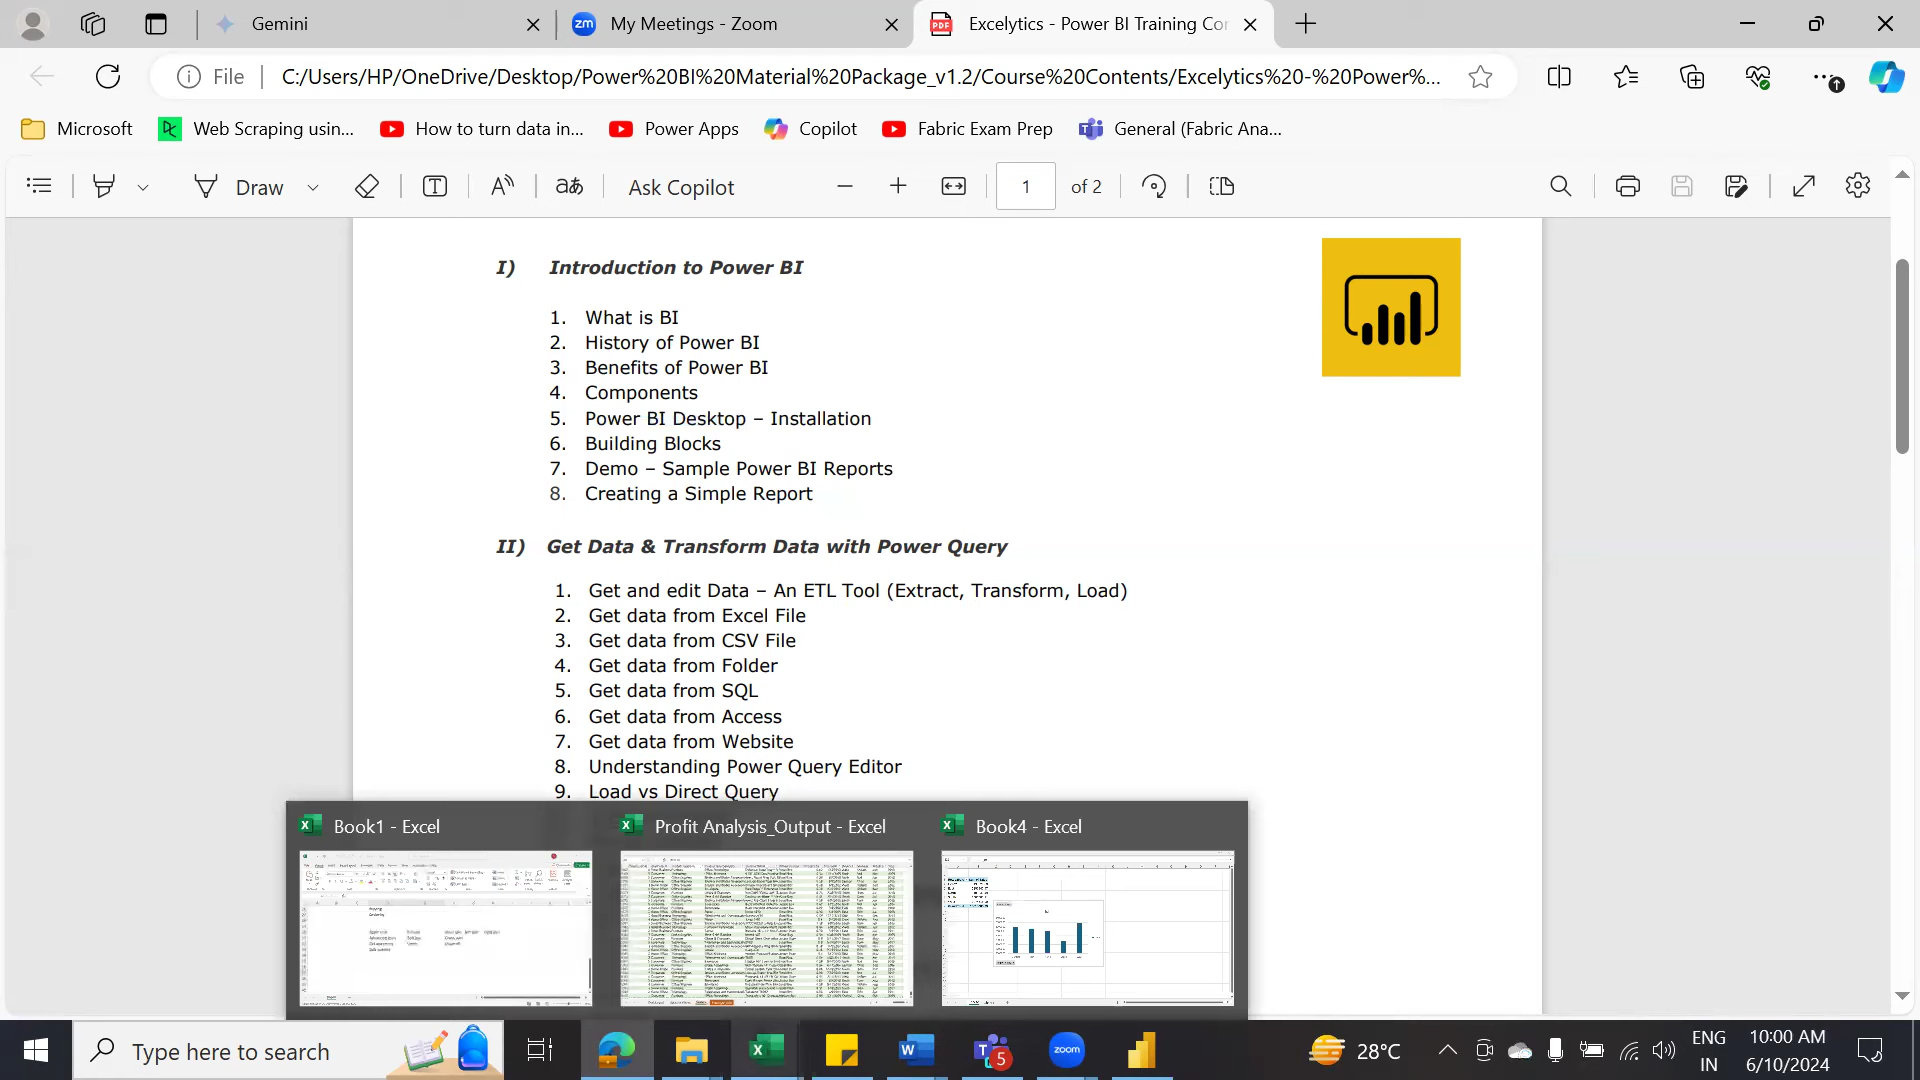 Gemini
My Meetings - Zoom
Excelytics - Power BI Training Cor
File
C:/Users/HP/OneDrive/Desktop/Power%20BI%20Material%20Package_v1.2/Course%20Contents/Excelytics%20-%20Power%...
Microsoft
Web Scraping usin...
How to turn data in...
Power Apps
Copilot
Fabric Exam Prep
General (Fabric Ana...
Draw
Ask Copilot
1 of 2
I) Introduction to Power BI
1. What is BI
2. History of Power BI
3. Benefits of Power BI
4. Components
5. Power BI Desktop – Installation
6. Building Blocks
7. Demo – Sample Power BI Reports
8. Creating a Simple Report
II) Get Data & Transform Data with Power Query
1. Get and edit Data – An ETL Tool (Extract, Transform, Load)
2. Get data from Excel File
3. Get data from CSV File
4. Get data from Folder
5. Get data from SQL
6. Get data from Access
7. Get data from Website
8. Understanding Power Query Editor
9. Load vs Direct Query
Book1 - Excel
Profit Analysis_Output - Excel
Book4 - Excel
Type here to search
5
zoom
28°C
ENG
IN
10:00 AM
6/10/2024